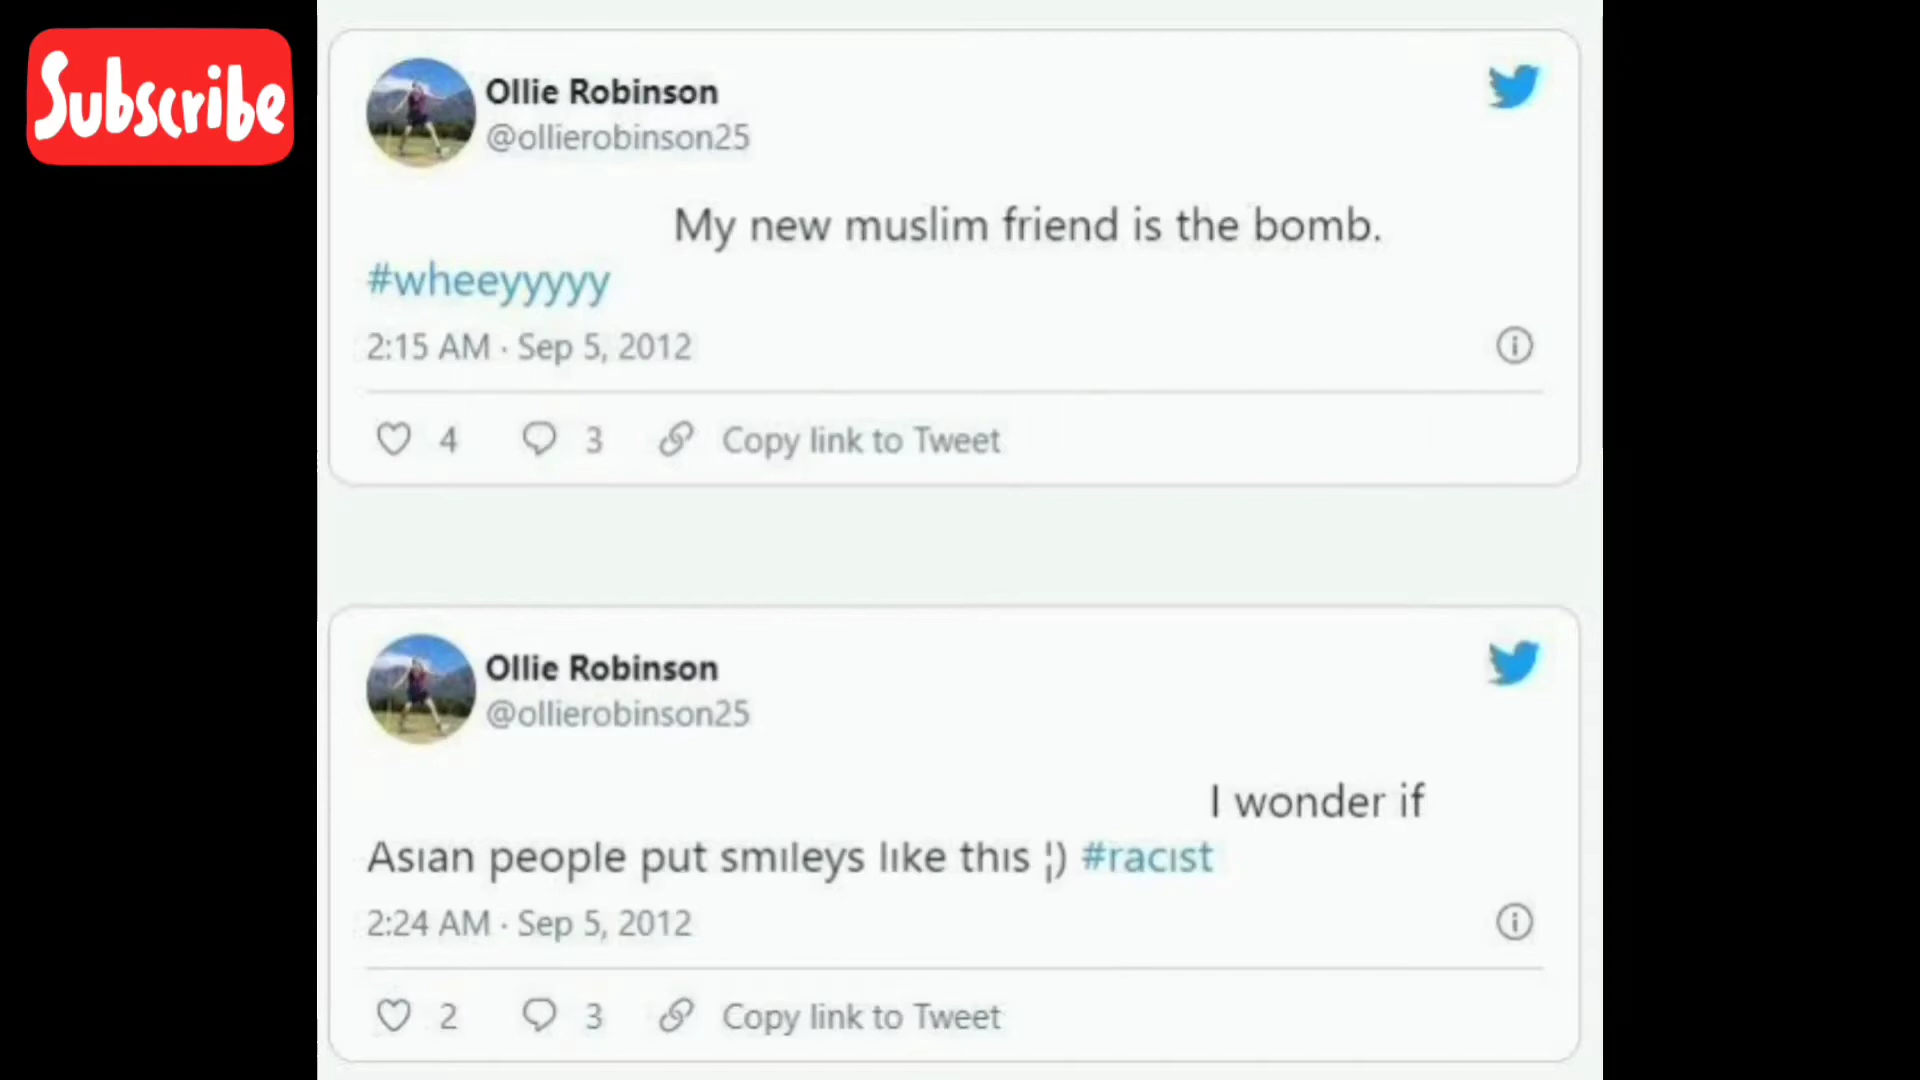 Subscribe
Ollie Robinson
@ollierobinson25
My new muslim friend is the bomb.
#wheeyyyyy
2:15 AM · Sep 5, 2012
4 3 Copy link to Tweet
Ollie Robinson
@ollierobinson25
I wonder if
Asian people put smileys like this ¦) #racist
2:24 AM · Sep 5, 2012
2 3 Copy link to Tweet